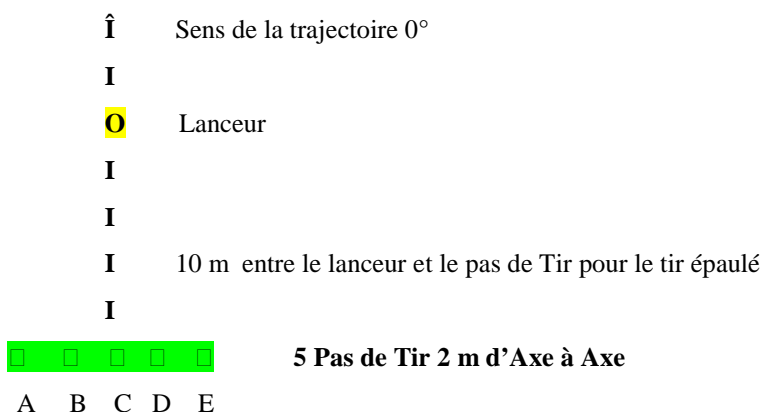 Î Sens de la trajectoire 0°
I
O Lanceur
I
I
I 10 m entre le lanceur et le pas de Tir pour le tir épaulé
I
□ □ □ □ □ 5 Pas de Tir 2 m d’Axe à Axe
A B C D E